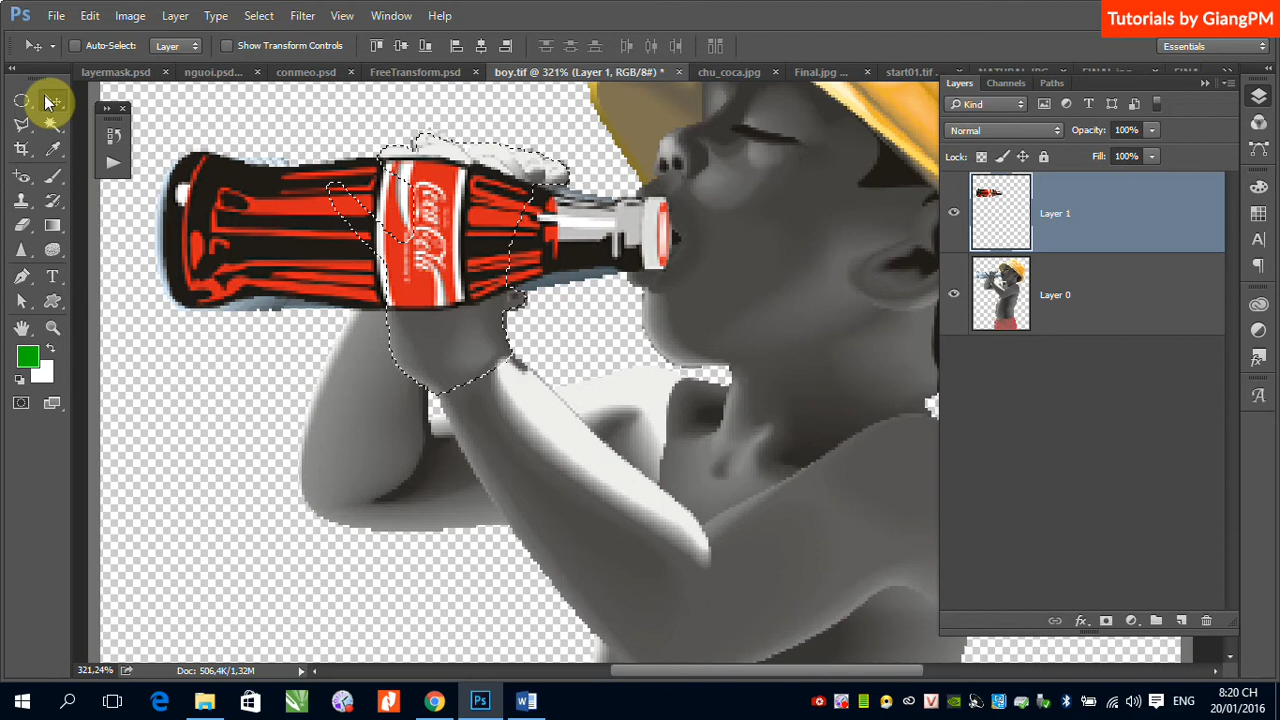 Ps File Edit Image Layer Type Select Filter View Window Help
Tutorials by GiangPM
Auto-Select: Layer Show Transform Controls
Essentials
layermask.psd × nguoi.psd... × conmeo.psd × FreeTransform.psd × boy.tif @ 321% (Layer 1, RGB/8#) * × chu_coca.jpg × Final.jpg × start01.tif ×
Layers Channels Paths
Kind
Normal Opacity: 100%
Lock: Fill: 100%
Layer 1
Layer 0
321,24% Doc: 506,4K/1,32M
8:20 CH
ENG 20/01/2016